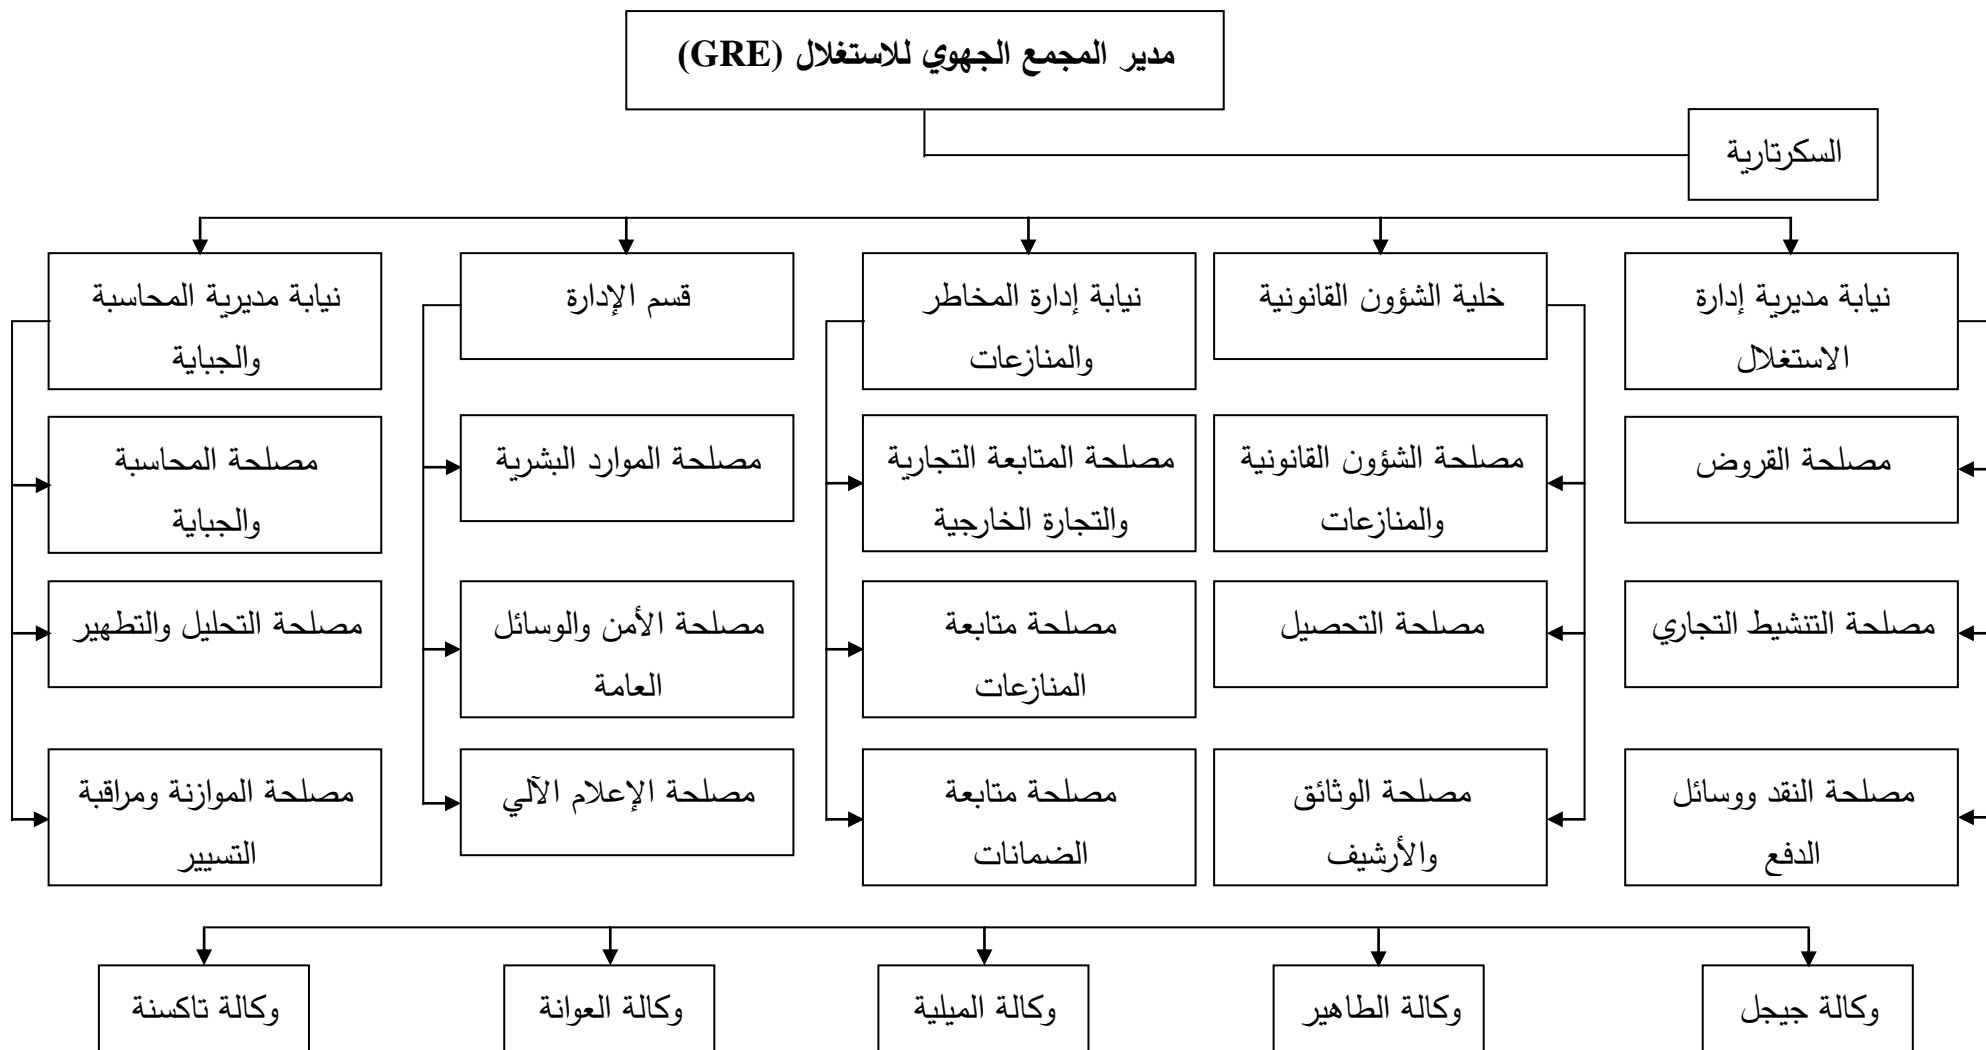 مدير المجمع الجهوي للاستغلال (GRE)
السكرتارية
نيابة مديرية إدارة
الاستغلال
خلية الشؤون القانونية
نيابة إدارة المخاطر
والمنازعات
قسم الإدارة
نيابة مديرية المحاسبة
والجباية
مصلحة القروض
مصلحة الشؤون القانونية
والمنازعات
مصلحة المتابعة التجارية
والتجارة الخارجية
مصلحة الموارد البشرية
مصلحة المحاسبة
والجباية
مصلحة التنشيط التجاري
مصلحة التحصيل
مصلحة متابعة
المنازعات
مصلحة الأمن والوسائل
العامة
مصلحة التحليل والتطهير
مصلحة النقد ووسائل
الدفع
مصلحة الوثائق
والأرشيف
مصلحة متابعة
الضمانات
مصلحة الإعلام الآلي
مصلحة الموازنة ومراقبة
التسيير
وكالة جيجل
وكالة الطاهير
وكالة الميلية
وكالة العوانة
وكالة تاكسنة